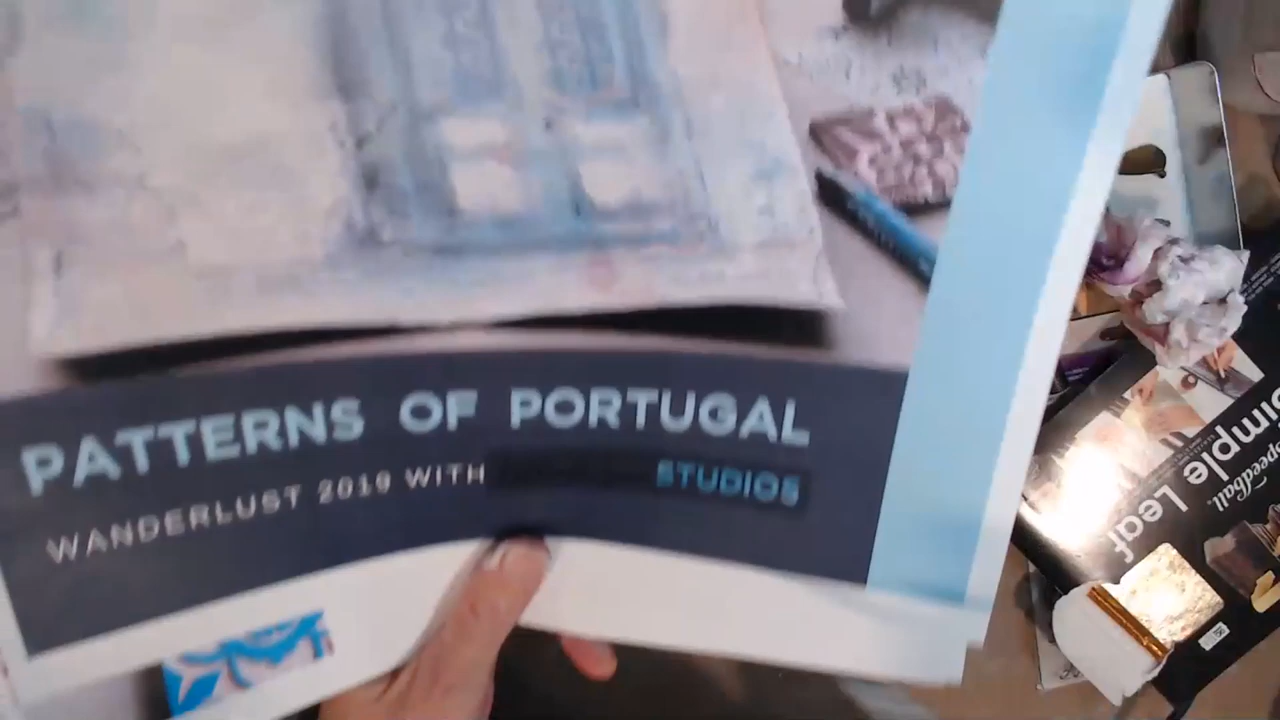 PATTERNS OF PORTUGAL
WANDERLUST 2019 WITH STUDIOS
Speedball
Simple Leaf